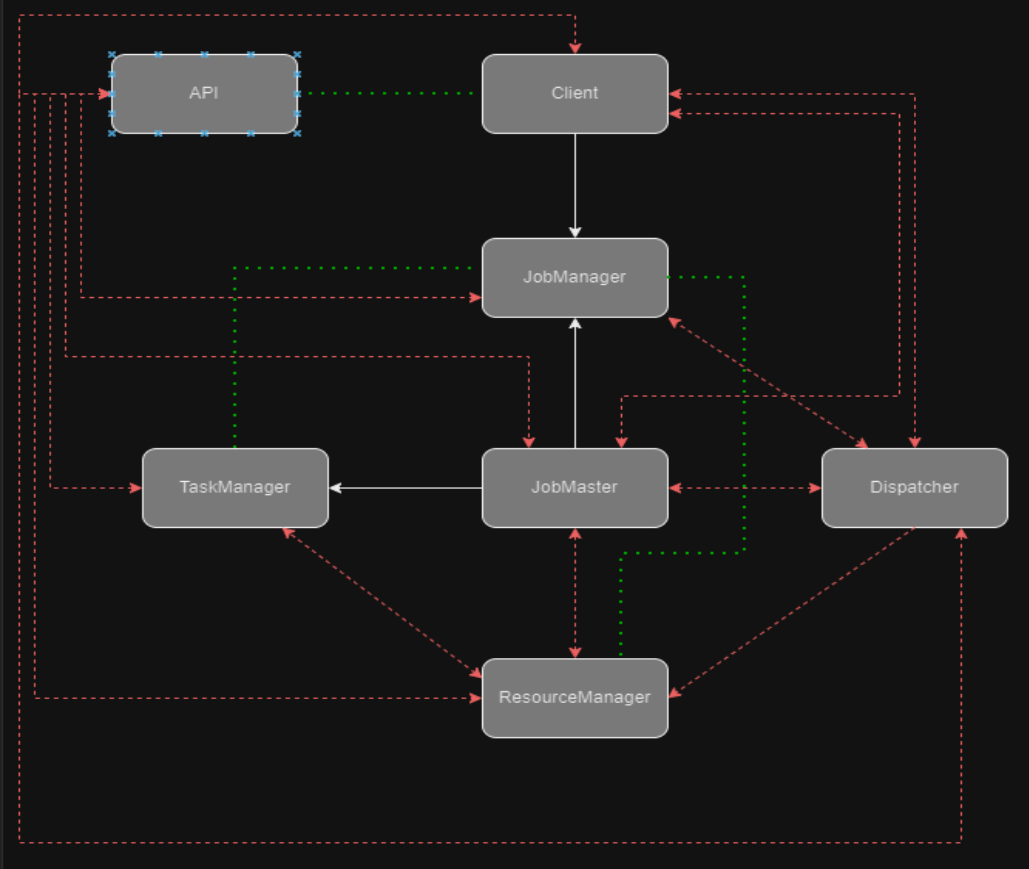 API
Client
JobManager
TaskManager
JobMaster
Dispatcher
ResourceManager